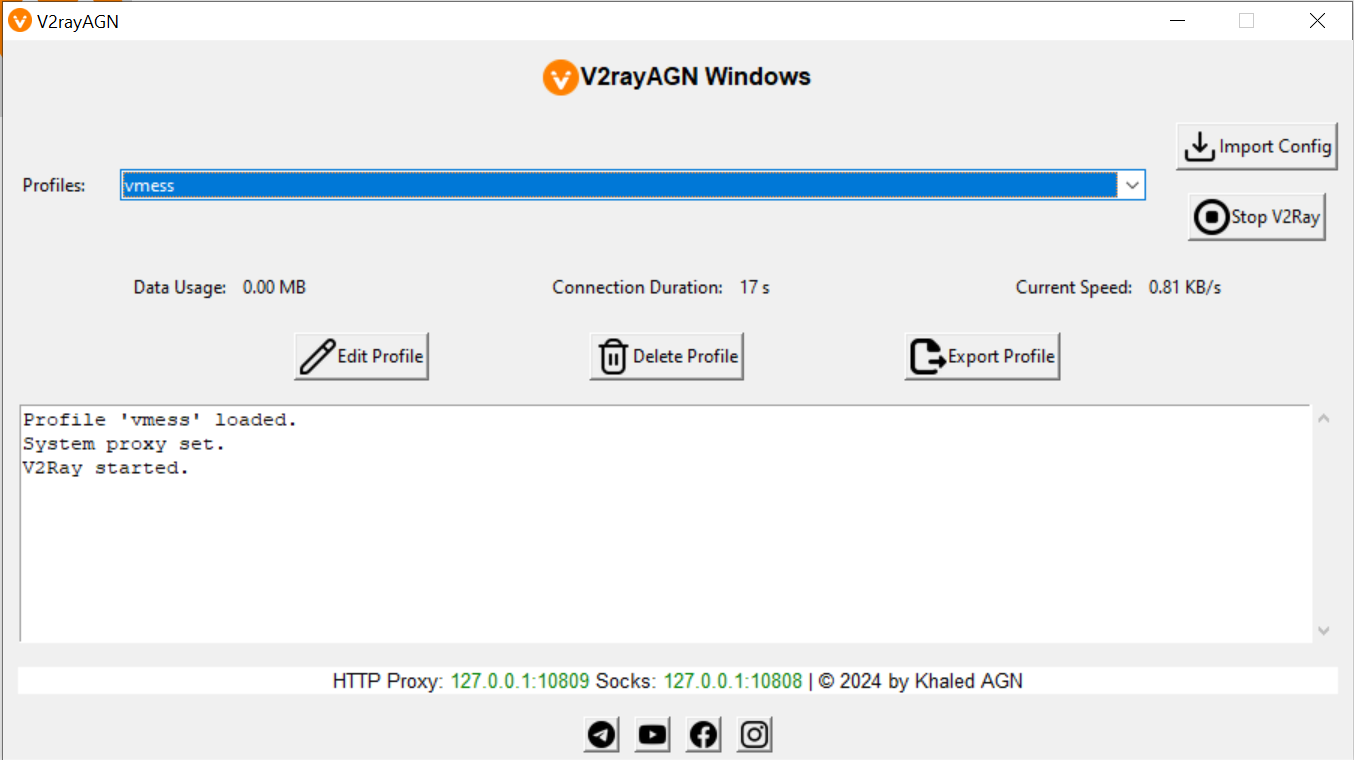 V2rayAGN
V2rayAGN Windows
Import Config
Profiles: vmess
Stop V2Ray
Data Usage: 0.00 MB Connection Duration: 17 s Current Speed: 0.81 KB/s
Edit Profile Delete Profile Export Profile
Profile 'vmess' loaded.
System proxy set.
V2Ray started.
HTTP Proxy: 127.0.0.1:10809 Socks: 127.0.0.1:10808 | © 2024 by Khaled AGN